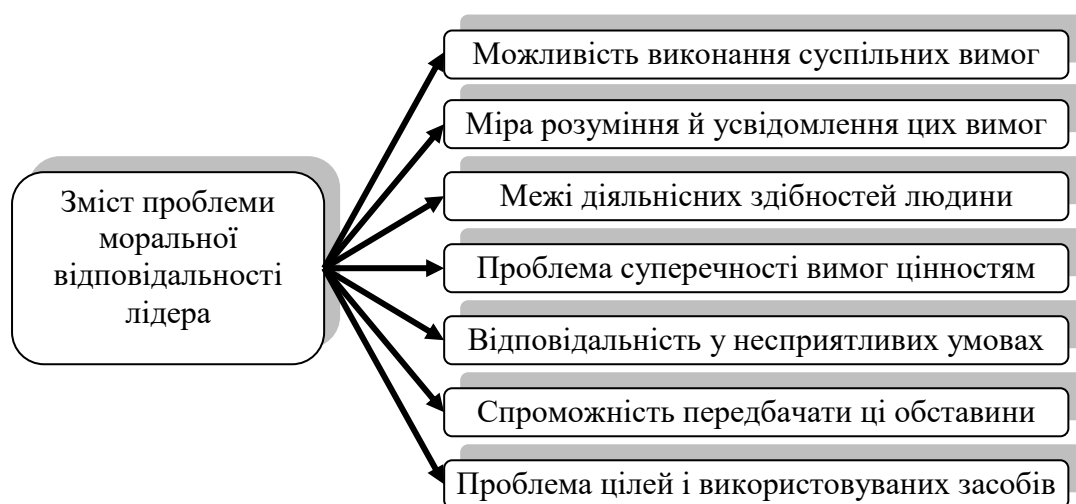 Зміст проблеми
моральної
відповідальності
лідера
Можливість виконання суспільних вимог
Міра розуміння й усвідомлення цих вимог
Межі діяльнісних здібностей людини
Проблема суперечності вимог цінностям
Відповідальність у несприятливих умовах
Спроможність передбачати ці обставини
Проблема цілей і використовуваних засобів